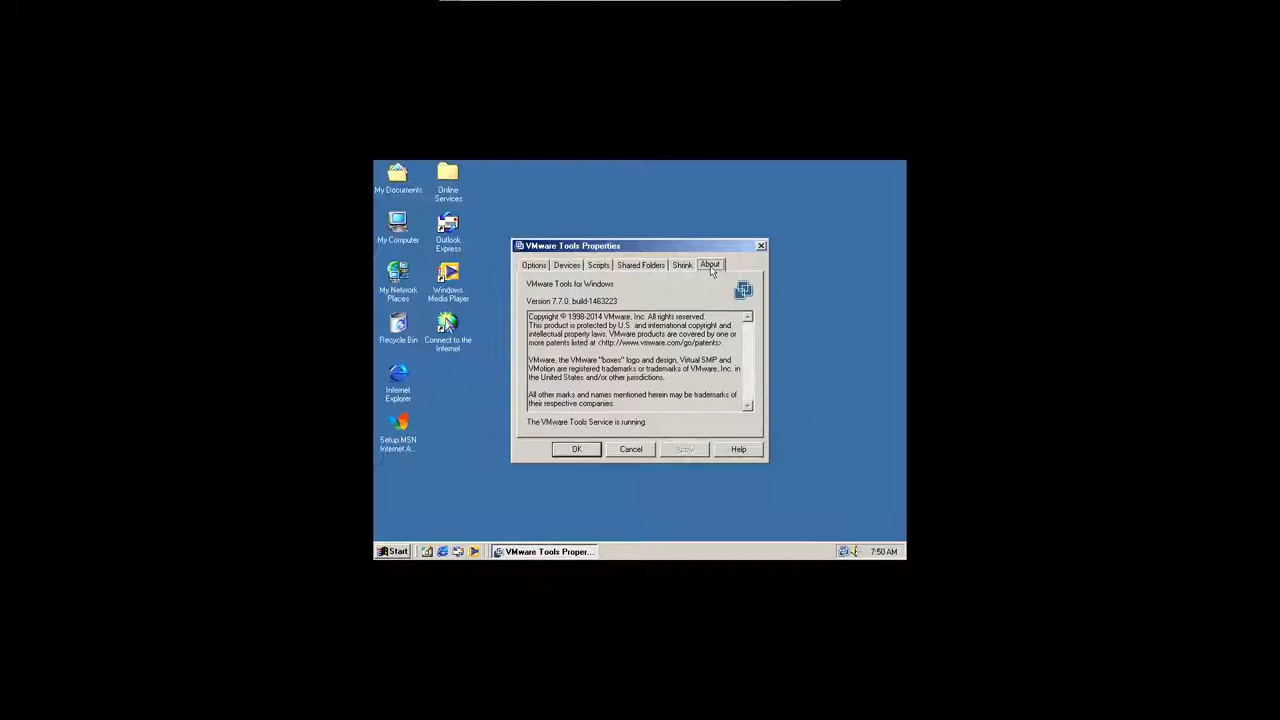 My Documents
Online
Services
My Computer
Outlook
Express
My Network
Places
Windows
Media Player
Recycle Bin
Connect to the
Internet
Internet
Explorer
Setup MSN
Internet A...
VMware Tools Properties
Options
Devices
Scripts
Shared Folders
Shrink
About
VMware Tools for Windows
Version 7.7.0, build-1463223
Copyright © 1998-2014 VMware, Inc. All rights reserved.
This product is protected by U.S. and international copyright and
intellectual property laws. VMware products are covered by one or
more patents listed at <http://www.vmware.com/go/patents>.
VMware, the VMware "boxes" logo and design, Virtual SMP and
VMotion are registered trademarks or trademarks of VMware, Inc. in
the United States and/or other jurisdictions.
All other marks and names mentioned herein may be trademarks of
their respective companies.
The VMware Tools Service is running.
OK
Cancel
Apply
Help
Start
VMware Tools Proper...
7:50 AM